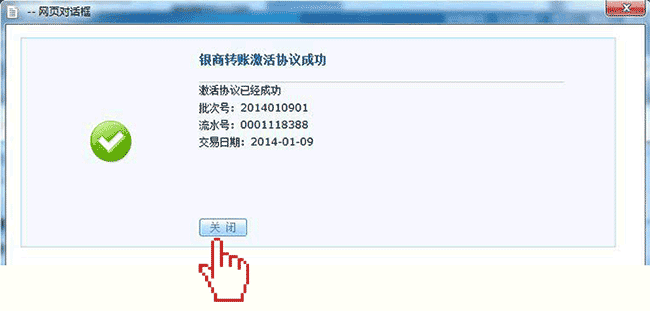 -- 网页对话框
银商转账激活协议成功
激活协议已经成功
批次号：2014010901
流水号：0001118388
交易日期：2014-01-09
关 闭